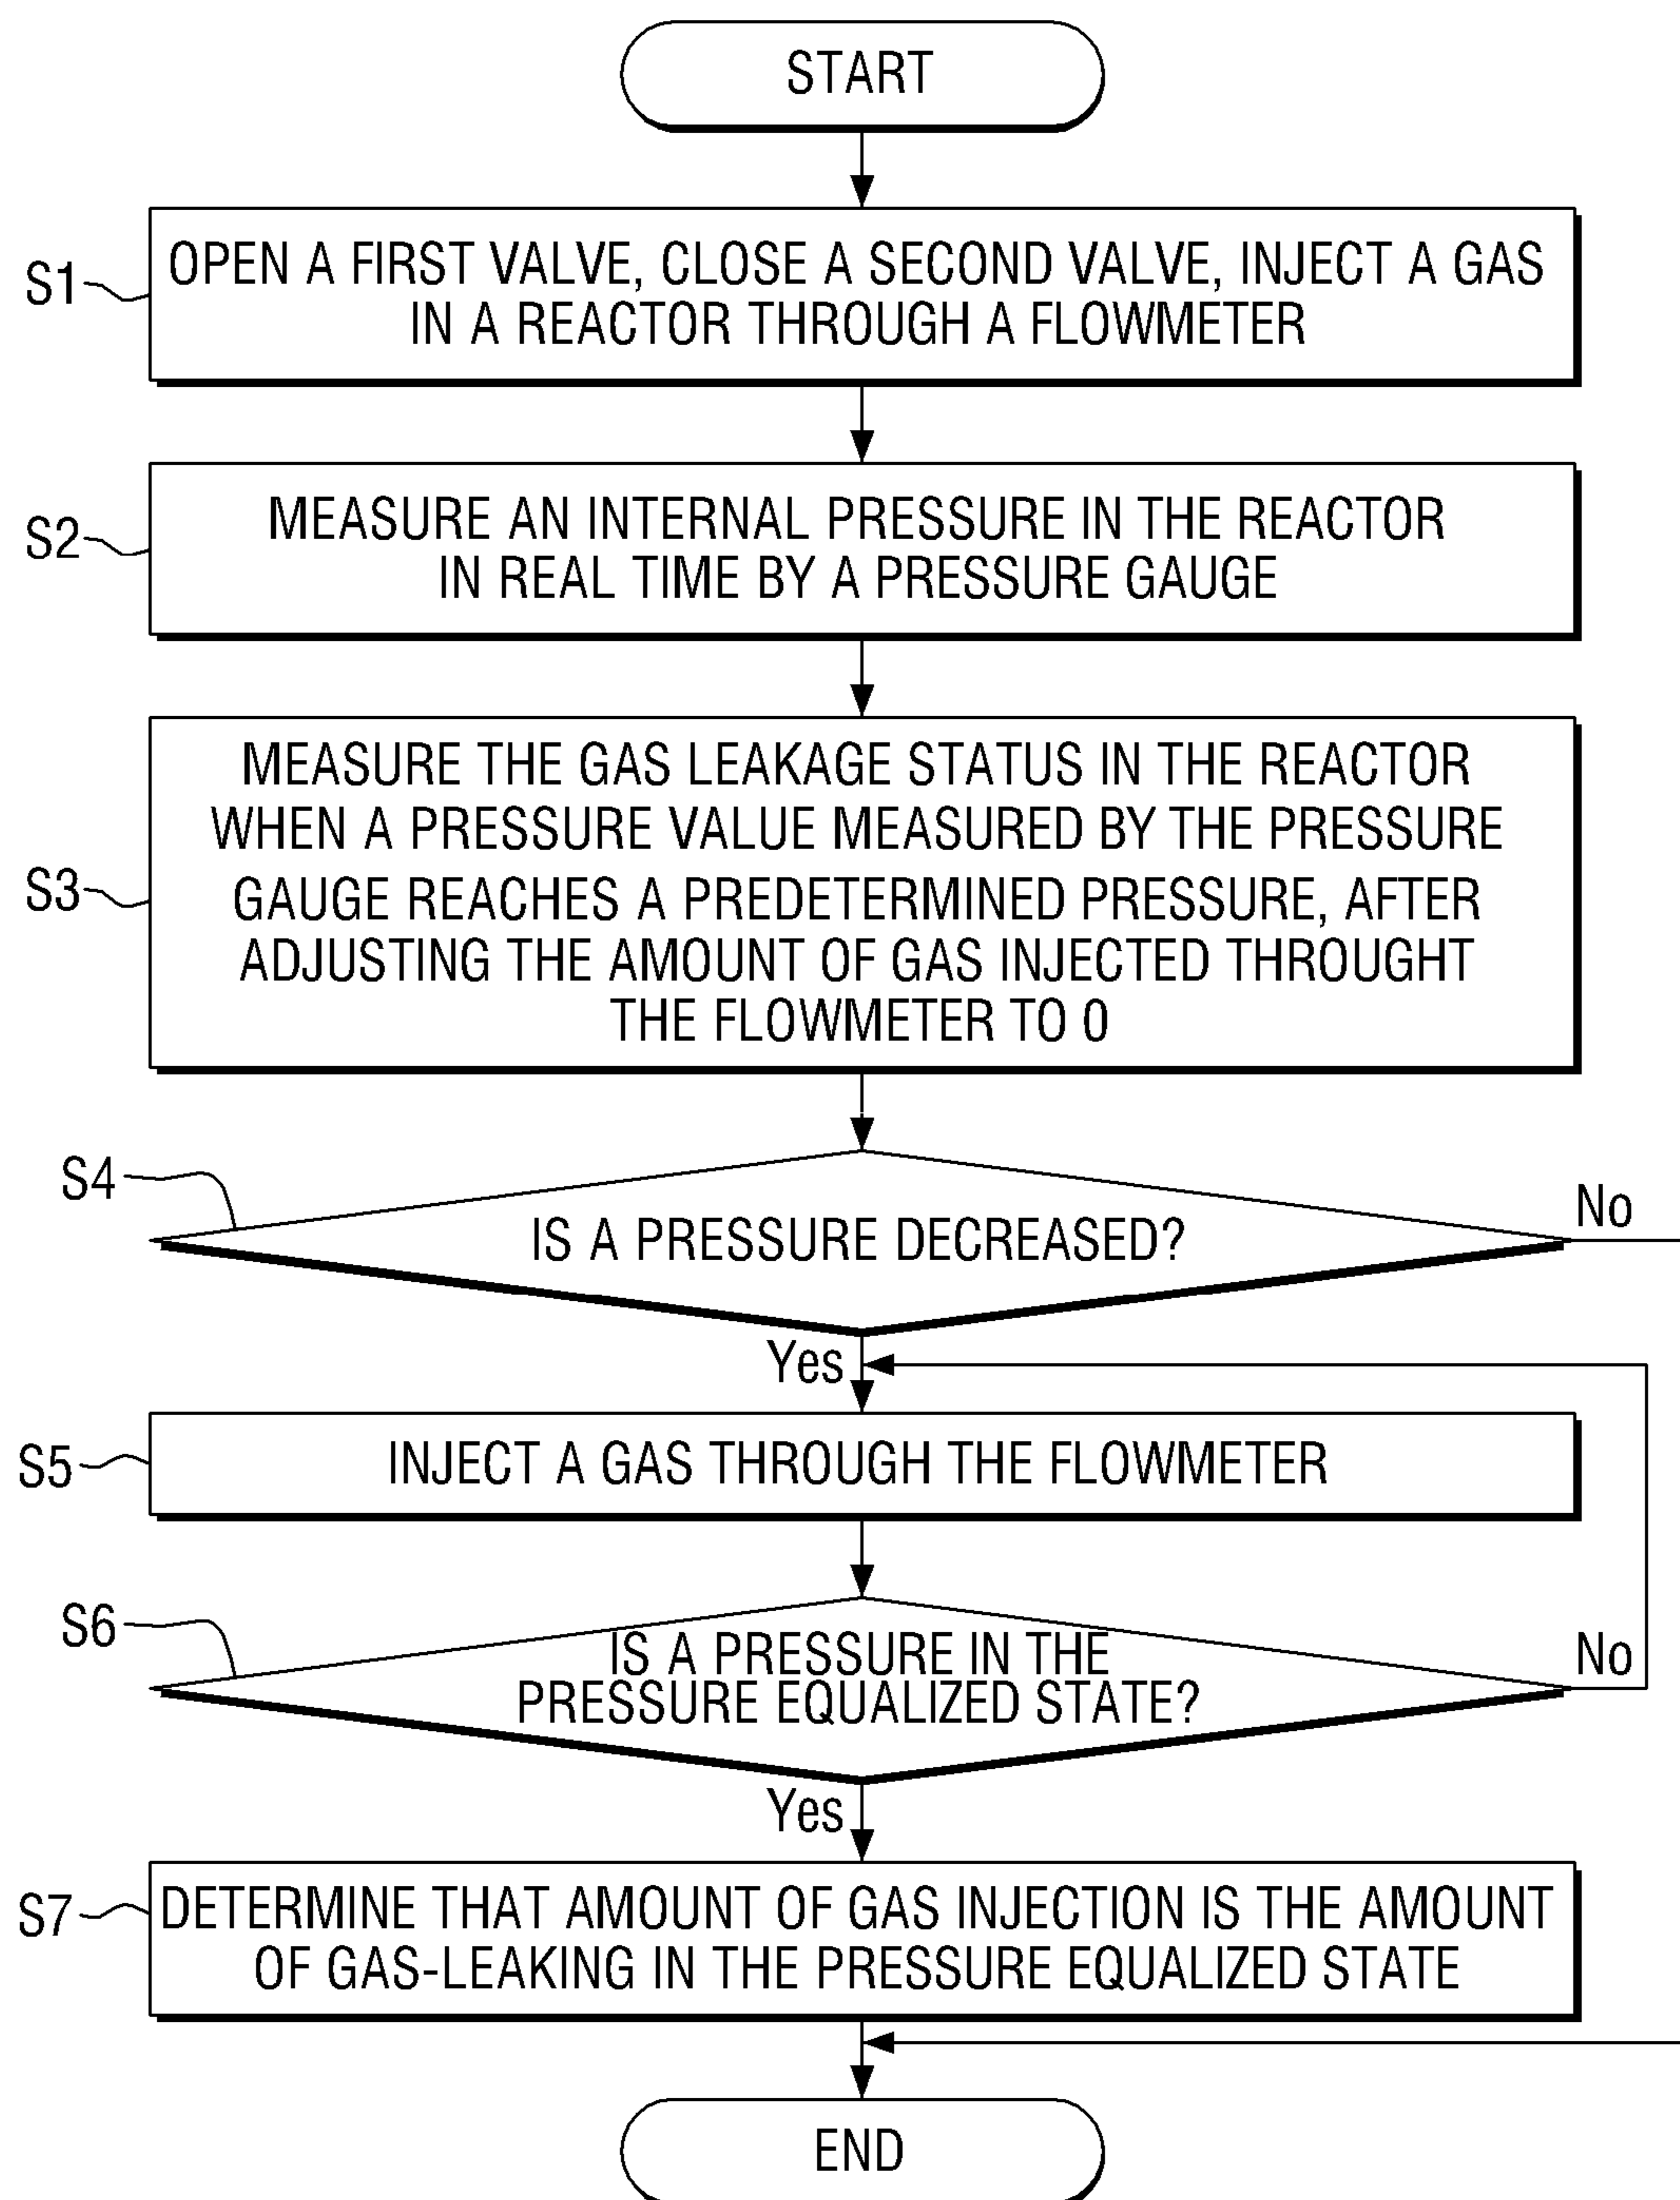 START
S1
OPEN A FIRST VALVE, CLOSE A SECOND VALVE, INJECT A GAS
IN A REACTOR THROUGH A FLOWMETER
S2
MEASURE AN INTERNAL PRESSURE IN THE REACTOR
IN REAL TIME BY A PRESSURE GAUGE
S3
MEASURE THE GAS LEAKAGE STATUS IN THE REACTOR
WHEN A PRESSURE VALUE MEASURED BY THE PRESSURE
GAUGE REACHES A PREDETERMINED PRESSURE, AFTER
ADJUSTING THE AMOUNT OF GAS INJECTED THROUGHT
THE FLOWMETER TO 0
S4
IS A PRESSURE DECREASED?
No
Yes
S5
INJECT A GAS THROUGH THE FLOWMETER
S6
IS A PRESSURE IN THE
PRESSURE EQUALIZED STATE?
No
Yes
S7
DETERMINE THAT AMOUNT OF GAS INJECTION IS THE AMOUNT
OF GAS-LEAKING IN THE PRESSURE EQUALIZED STATE
END